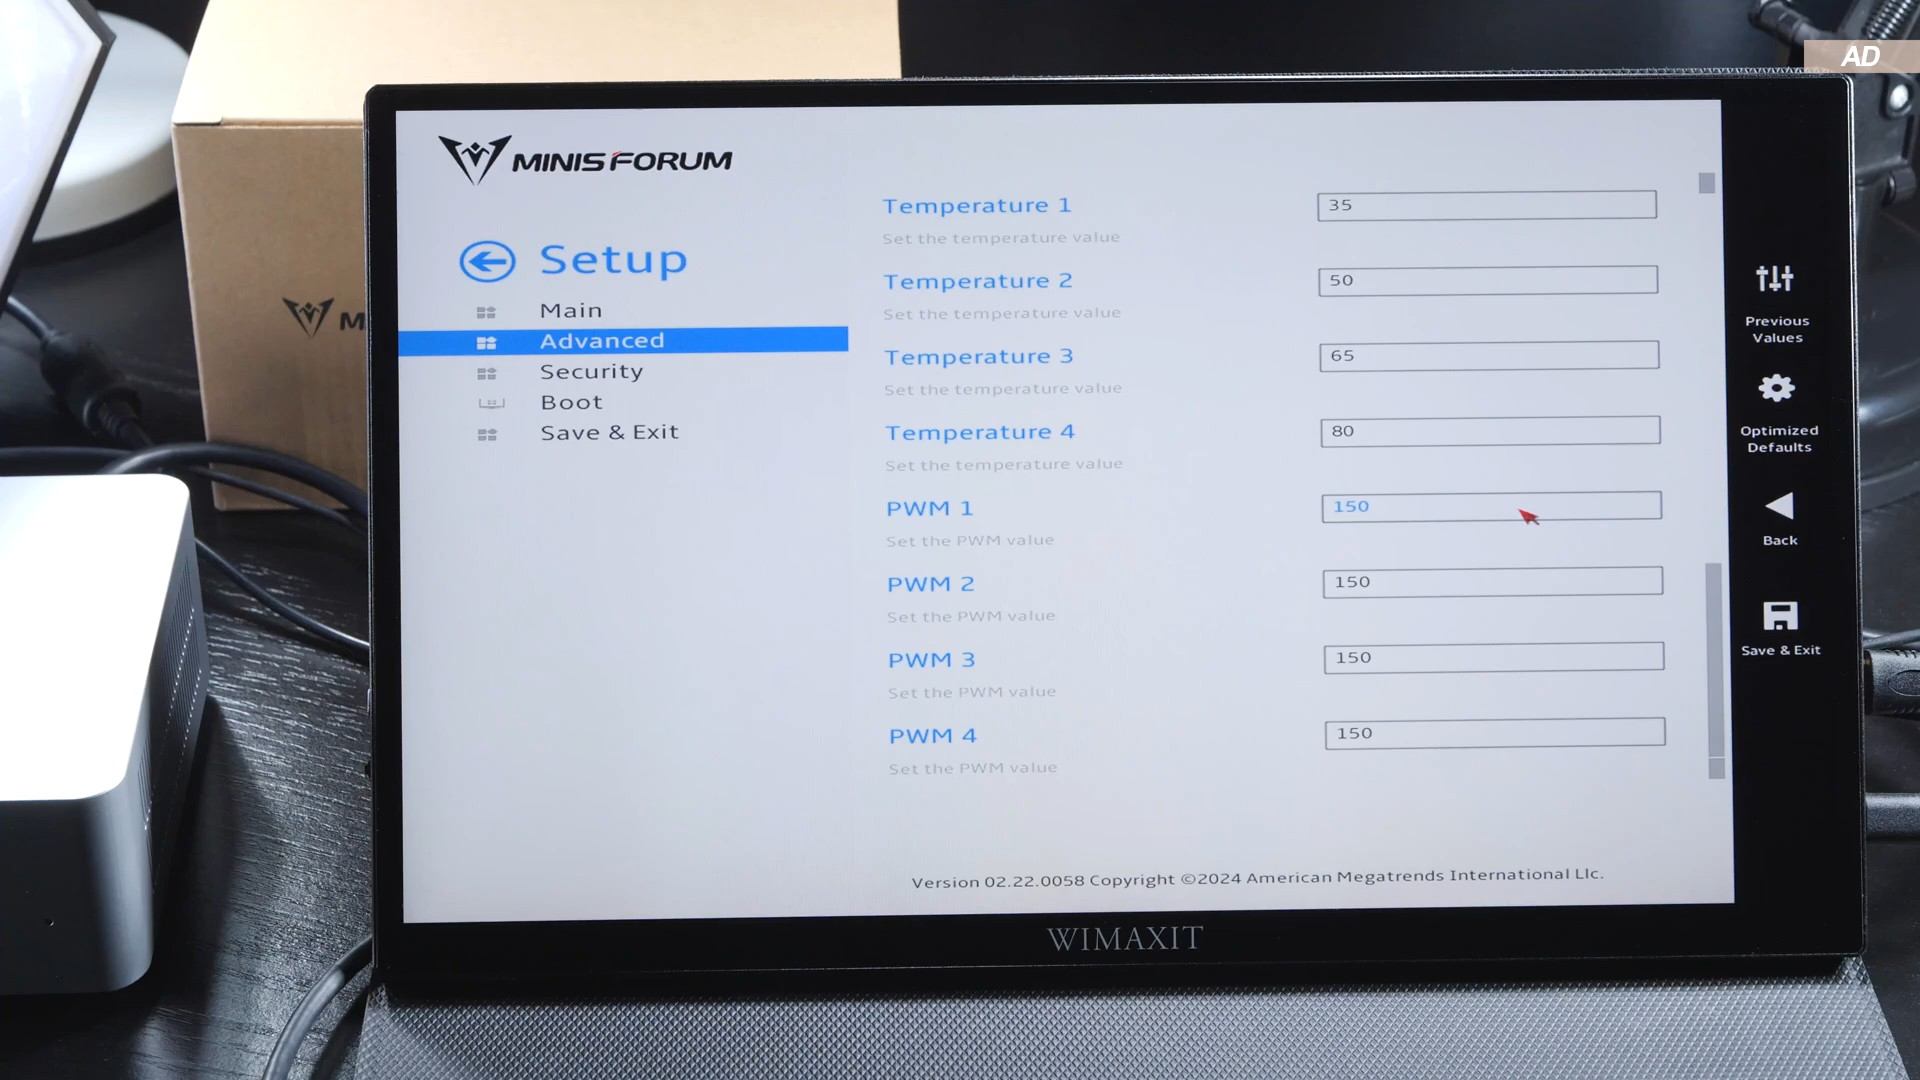 AD
MINISFORUM
Setup
Main
Advanced
Security
Boot
Save & Exit
Temperature 1
35
Set the temperature value
Temperature 2
50
Set the temperature value
Temperature 3
65
Set the temperature value
Temperature 4
80
Set the temperature value
PWM 1
150
Set the PWM value
PWM 2
150
Set the PWM value
PWM 3
150
Set the PWM value
PWM 4
150
Set the PWM value
Version 02.22.0058 Copyright ©2024 American Megatrends International Llc.
Previous
Values
Optimized
Defaults
Back
Save & Exit
WIMAXIT
M